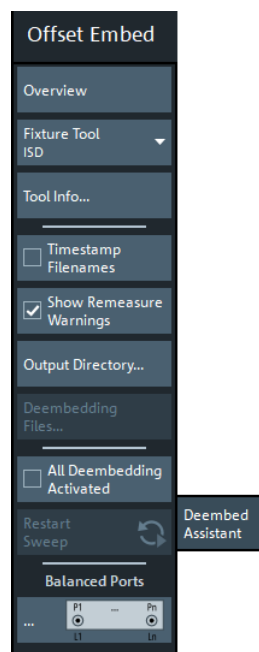 Offset Embed
Overview
Fixture Tool
ISD
Tool Info...
Timestamp
Filenames
Show Remeasure
Warnings
Output Directory...
Deembedding
Files...
All Deembedding
Activated
Restart
Sweep
Deembed
Assistant
Balanced Ports
P1 ... Pn
...
L1 Ln